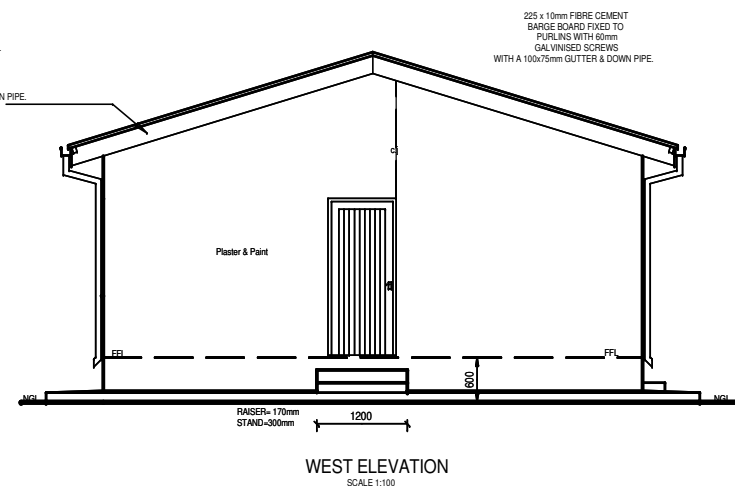 225 x 10mm FIBRE CEMENT
BARGE BOARD FIXED TO
PURLINS WITH 60mm
GALVINISED SCREWS
WITH A 100x75mm GUTTER & DOWN PIPE.
PIPE.
Plaster & Paint
FFL
FFL
600
NGL
NGL
RAISER= 170mm
STAND=300mm
1200
WEST ELEVATION
SCALE 1:100